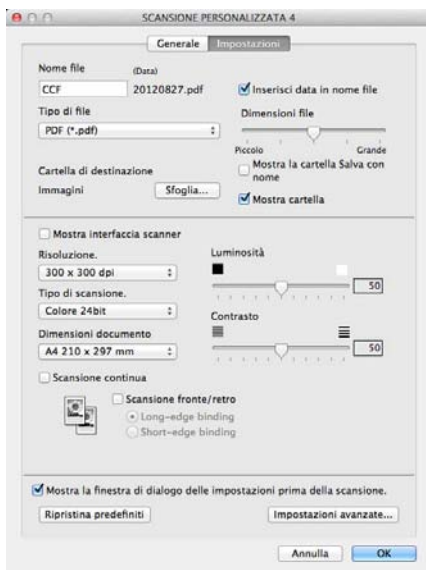 SCANSIONE PERSONALIZZATA 4
Generale Impostazioni
Nome file (Data)
CCF 20120827.pdf Inserisci data in nome file
Tipo di file Dimensioni file
PDF (*.pdf)
Piccolo Grande
Cartella di destinazione Mostra la cartella Salva con nome
Immagini Sfoglia... Mostra cartella
Mostra interfaccia scanner
Risoluzione. Luminosità
300 x 300 dpi 50
Tipo di scansione.
Colore 24bit Contrasto
Dimensioni documento
A4 210 x 297 mm 50
Scansione continua
Scansione fronte/retro
Long-edge binding
Short-edge binding
Mostra la finestra di dialogo delle impostazioni prima della scansione.
Ripristina predefiniti Impostazioni avanzate...
Annulla OK